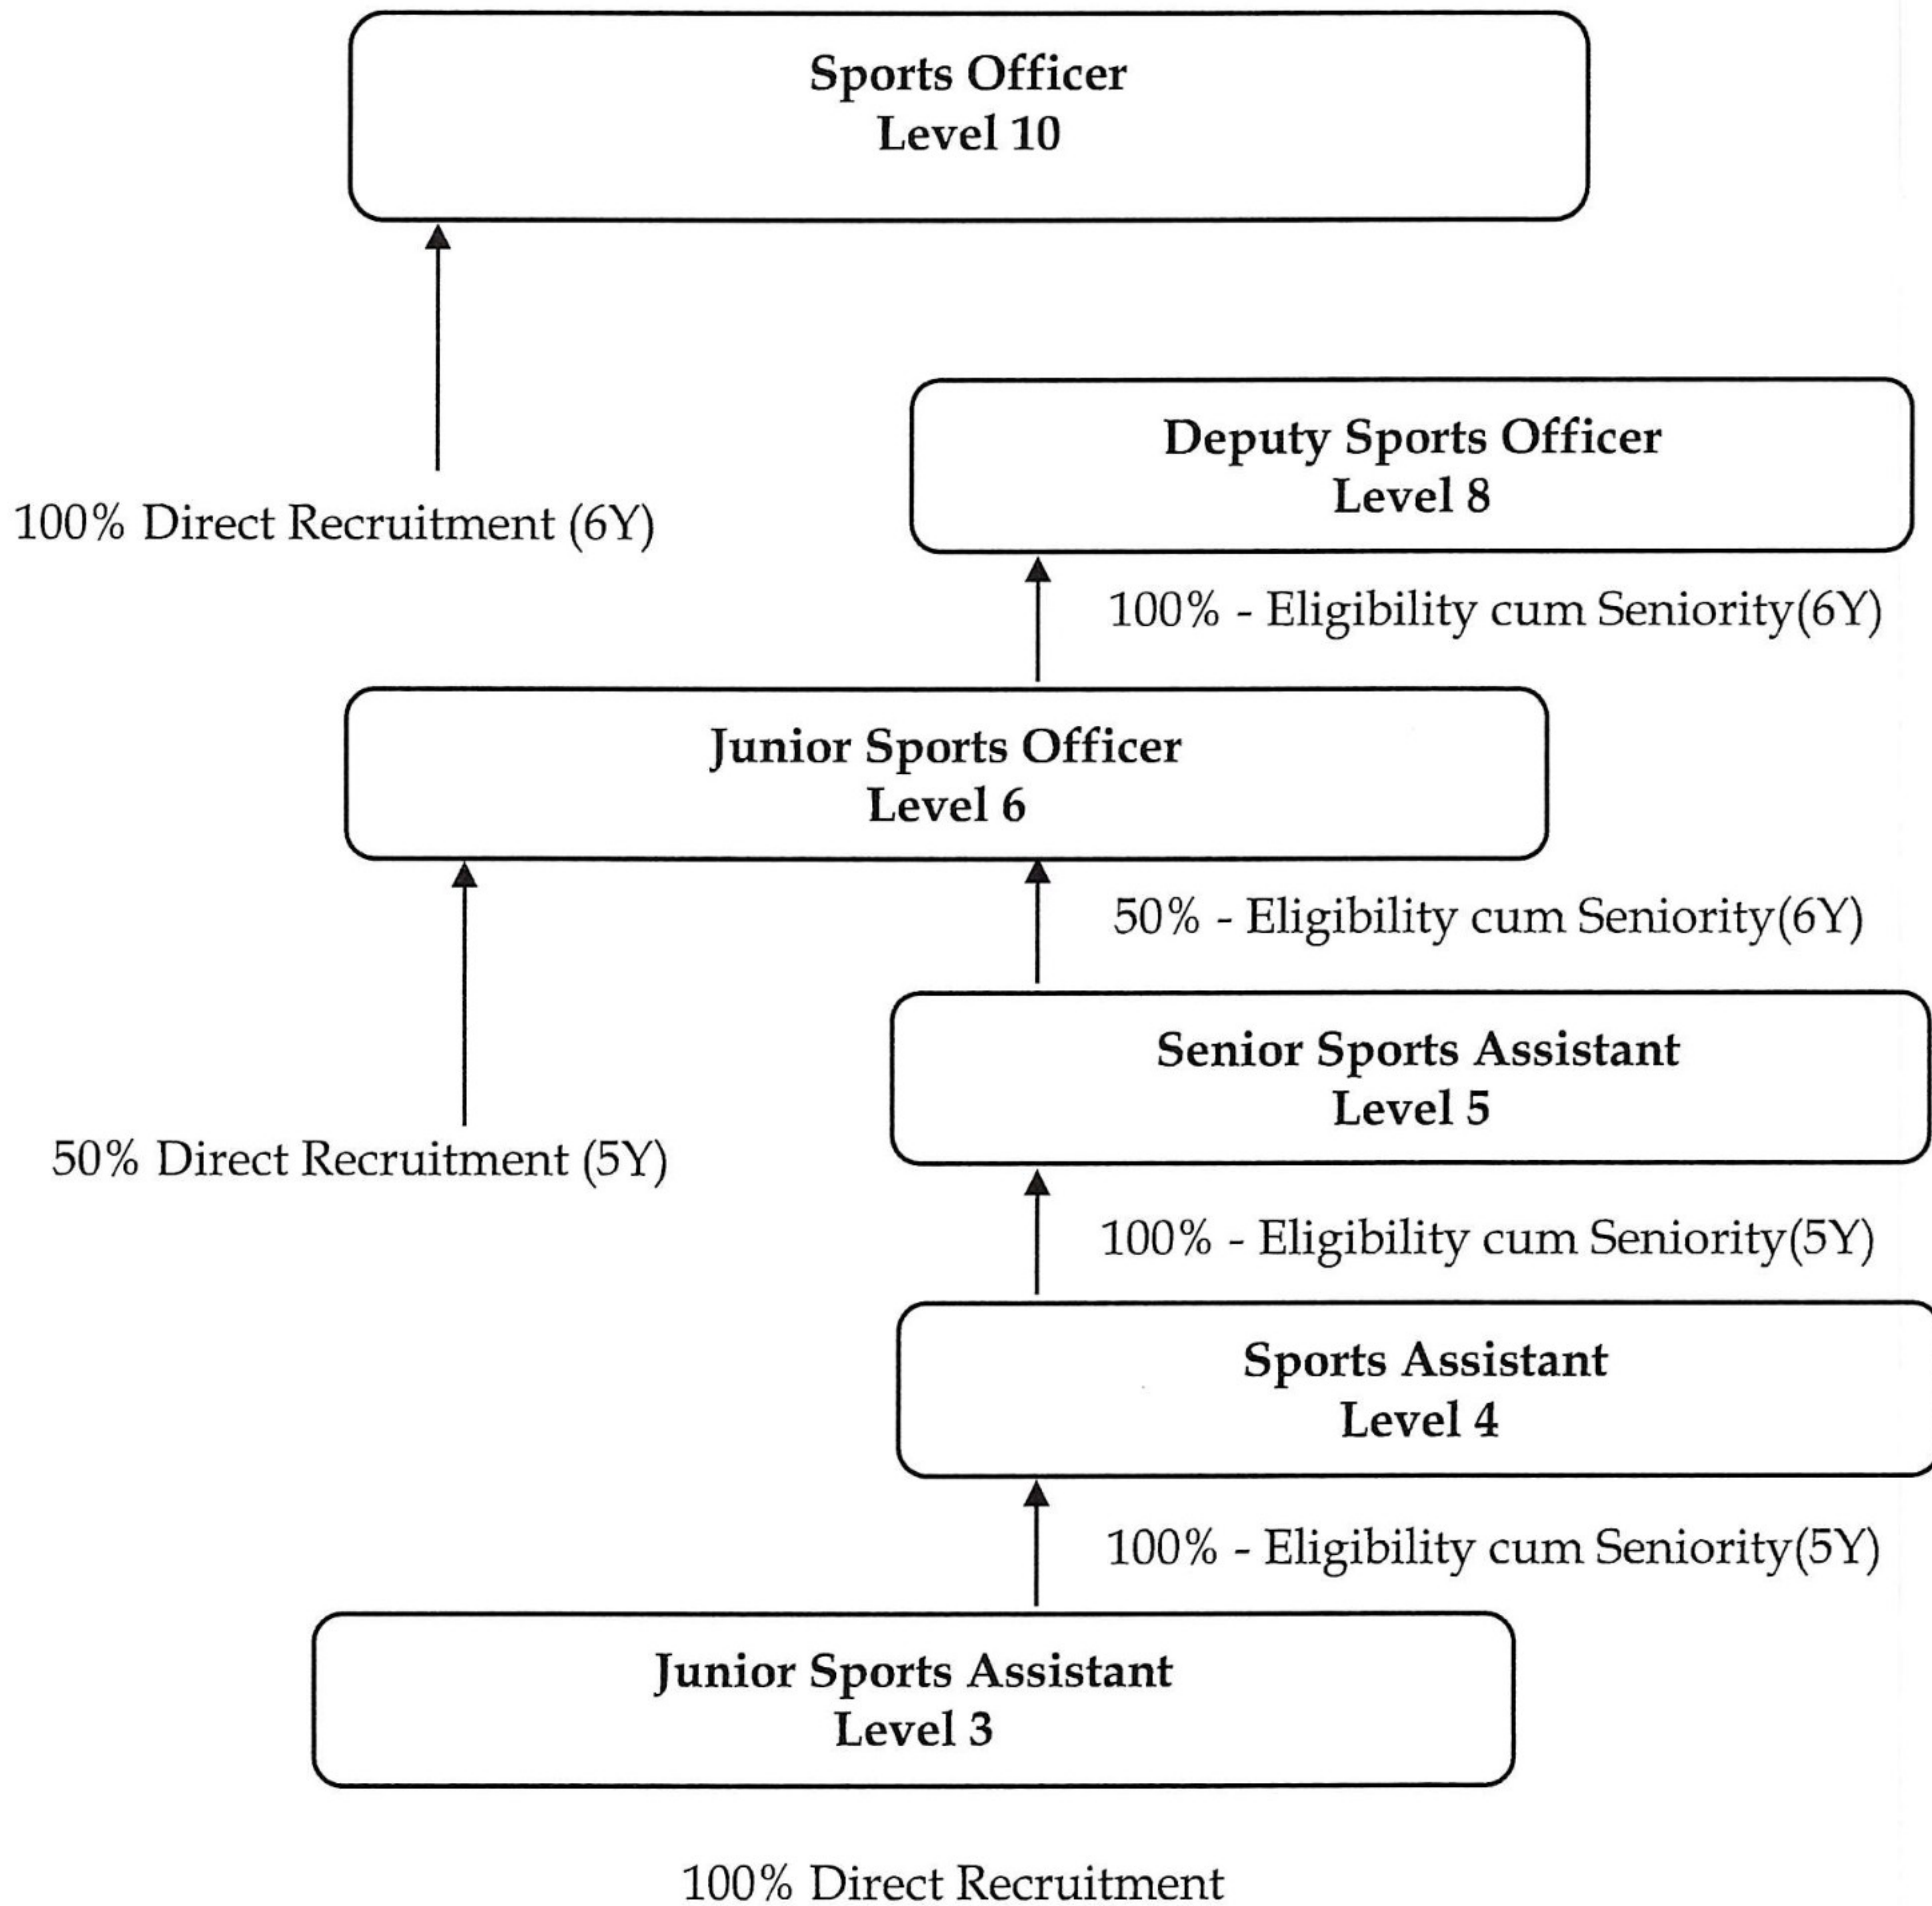 Sports Officer
Level 10
100% Direct Recruitment (6Y)
Deputy Sports Officer
Level 8
100% - Eligibility cum Seniority(6Y)
Junior Sports Officer
Level 6
50% - Eligibility cum Seniority(6Y)
50% Direct Recruitment (5Y)
Senior Sports Assistant
Level 5
100% - Eligibility cum Seniority(5Y)
Sports Assistant
Level 4
100% - Eligibility cum Seniority(5Y)
Junior Sports Assistant
Level 3
100% Direct Recruitment